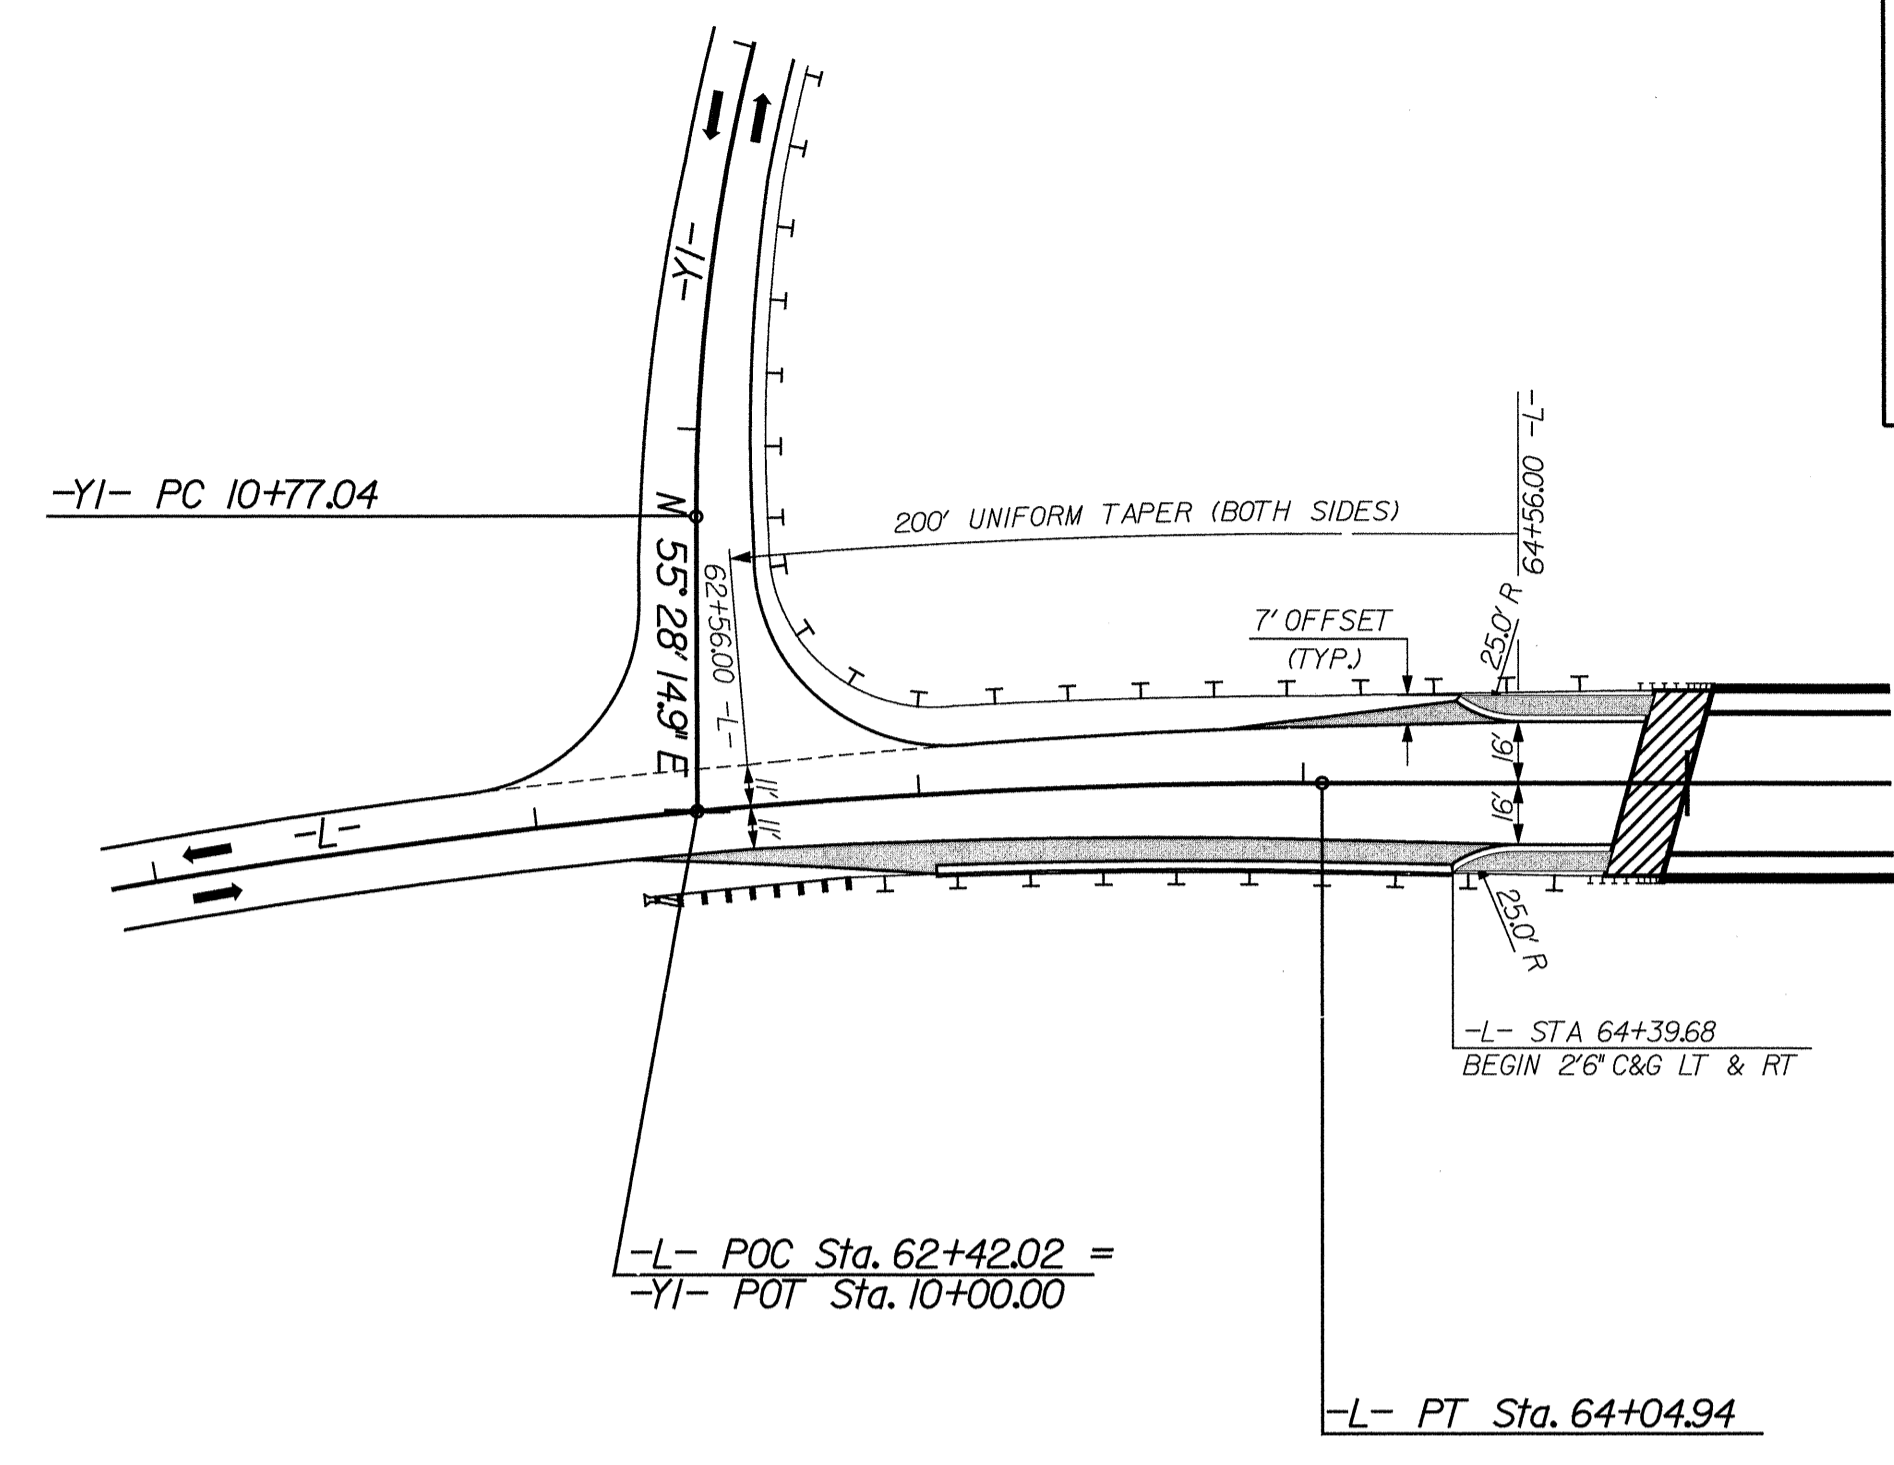 -Y1-
-Y1- PC 10+77.04
N 55° 28' 14.9" E
62+56.00 -L-
200' UNIFORM TAPER (BOTH SIDES)
64+56.00 -L-
7' OFFSET
(TYP.)
25.0' R
16'
16'
11'
11'
-L-
25.0' R
-L- STA 64+39.68
BEGIN 2'6" C&G LT & RT
-L- POC Sta. 62+42.02 =
-Y1- POT Sta. 10+00.00
-L- PT Sta. 64+04.94